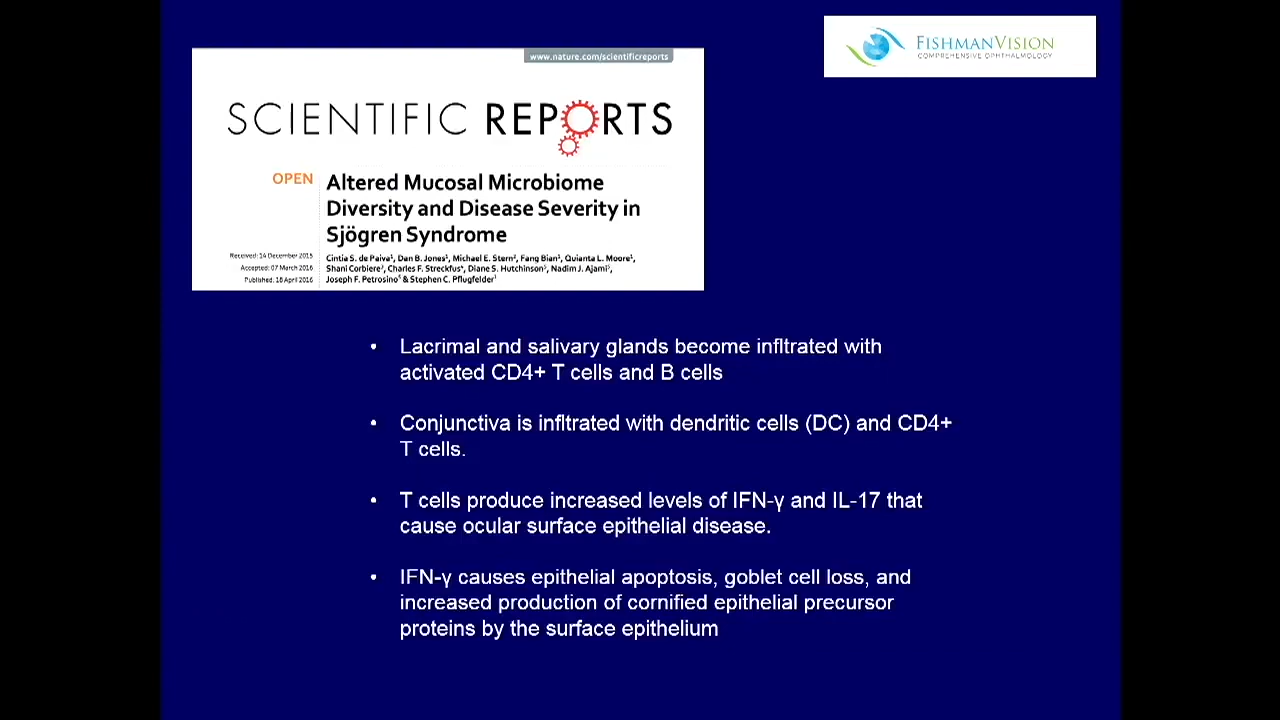 FISHMANVISION
COMPREHENSIVE OPHTHALMOLOGY
www.nature.com/scientificreports
SCIENTIFIC REPORTS
OPEN
Altered Mucosal Microbiome
Diversity and Disease Severity in
Sjögren Syndrome
Received: 14 December 2015
Accepted: 07 March 2016
Published: 18 April 2016
Cintia S. de Paiva¹, Dan B. Jones¹, Michael E. Stern², Fang Bian¹, Quianta L. Moore¹,
Shani Corbiere³, Charles F. Streckfus⁴, Diane S. Hutchinson⁵, Nadim J. Ajami⁵,
Joseph F. Petrosino⁵ & Stephen C. Pflugfelder¹
• Lacrimal and salivary glands become infltrated with
activated CD4+ T cells and B cells
• Conjunctiva is infltrated with dendritic cells (DC) and CD4+
T cells.
• T cells produce increased levels of IFN-γ and IL-17 that
cause ocular surface epithelial disease.
• IFN-γ causes epithelial apoptosis, goblet cell loss, and
increased production of cornified epithelial precursor
proteins by the surface epithelium